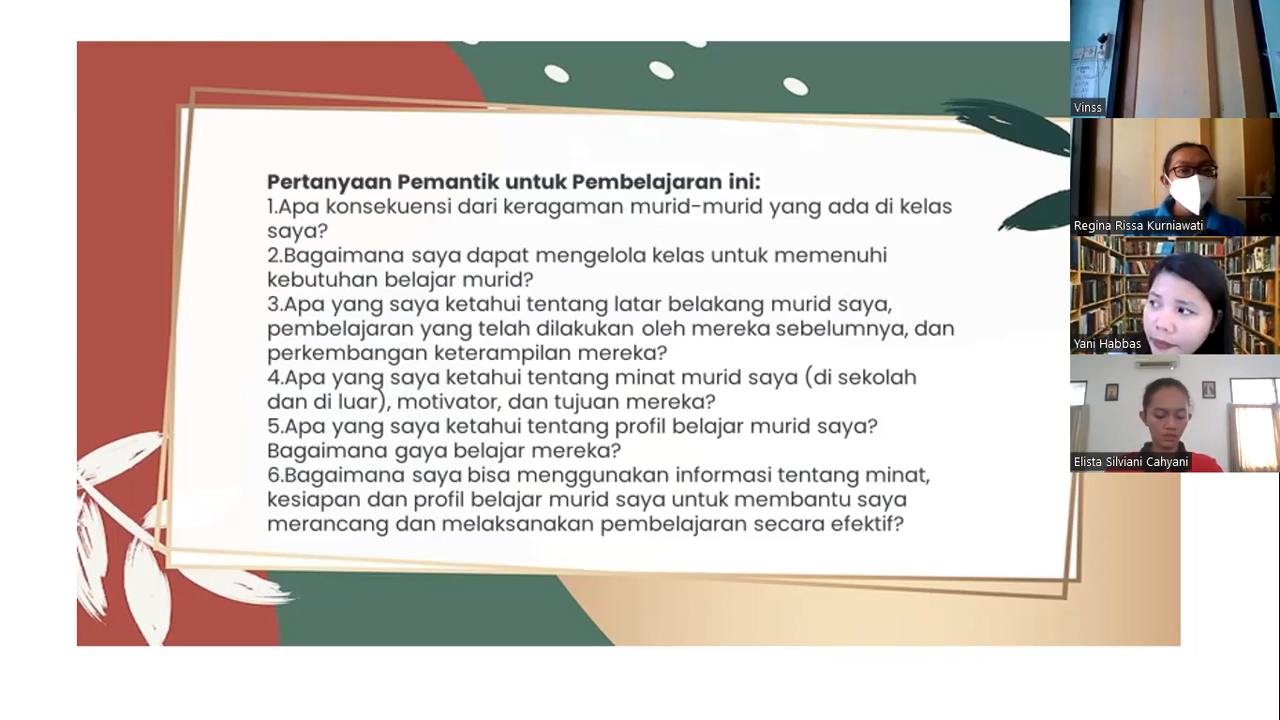 Pertanyaan Pemantik untuk Pembelajaran ini:
1.Apa konsekuensi dari keragaman murid-murid yang ada di kelas
saya?
2.Bagaimana saya dapat mengelola kelas untuk memenuhi
kebutuhan belajar murid?
3.Apa yang saya ketahui tentang latar belakang murid saya,
pembelajaran yang telah dilakukan oleh mereka sebelumnya, dan
perkembangan keterampilan mereka?
4.Apa yang saya ketahui tentang minat murid saya (di sekolah
dan di luar), motivator, dan tujuan mereka?
5.Apa yang saya ketahui tentang profil belajar murid saya?
Bagaimana gaya belajar mereka?
6.Bagaimana saya bisa menggunakan informasi tentang minat,
kesiapan dan profil belajar murid saya untuk membantu saya
merancang dan melaksanakan pembelajaran secara efektif?
Vinss
Regina Rissa Kurniawati
Yani Habbas
Elista Silviani Cahyani